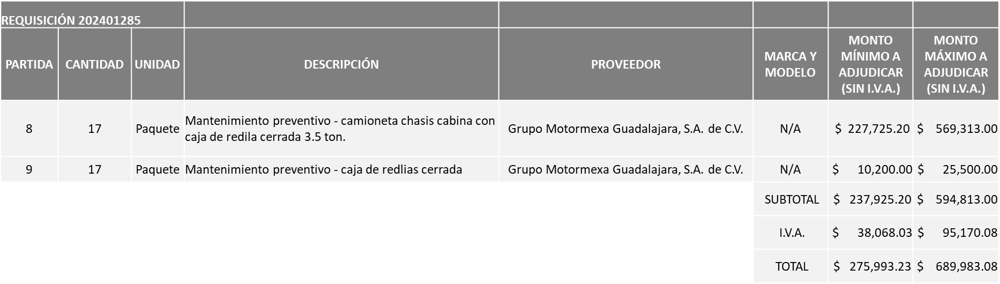 REQUISICIÓN 202401285
PARTIDA CANTIDAD UNIDAD DESCRIPCIÓN PROVEEDOR MARCA Y MODELO MONTO MÍNIMO A ADJUDICAR (SIN I.V.A.) MONTO MÁXIMO A ADJUDICAR (SIN I.V.A.)
8 17 Paquete Mantenimiento preventivo - camioneta chasis cabina con caja de redila cerrada 3.5 ton. Grupo Motormexa Guadalajara, S.A. de C.V. N/A $ 227,725.20 $ 569,313.00
9 17 Paquete Mantenimiento preventivo - caja de redlias cerrada Grupo Motormexa Guadalajara, S.A. de C.V. N/A $ 10,200.00 $ 25,500.00
SUBTOTAL $ 237,925.20 $ 594,813.00
I.V.A. $ 38,068.03 $ 95,170.08
TOTAL $ 275,993.23 $ 689,983.08